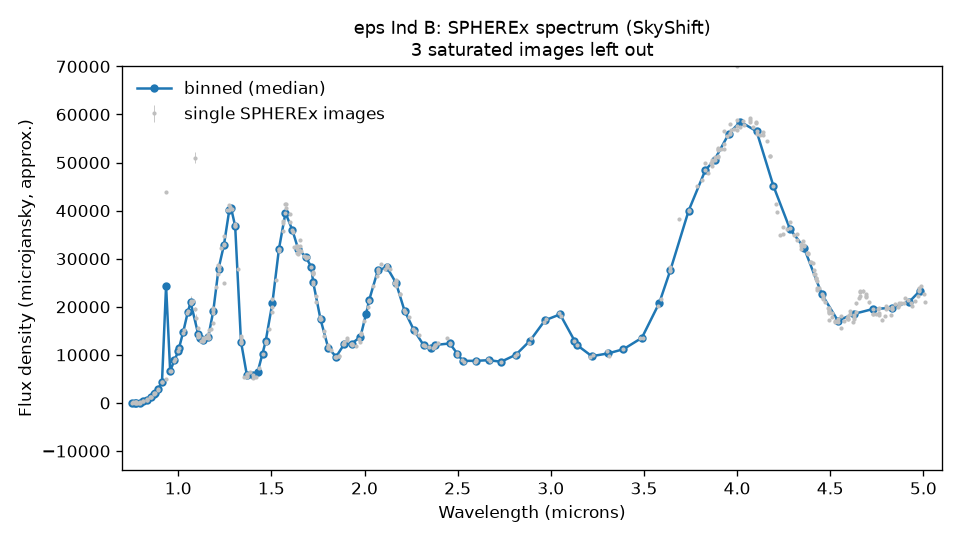 eps Ind B: SPHEREx spectrum (SkyShift)
3 saturated images left out
binned (median)
single SPHEREx images
Flux density (microjansky, approx.)
70000
60000
50000
40000
30000
20000
10000
0
−10000
1.0 1.5 2.0 2.5 3.0 3.5 4.0 4.5 5.0
Wavelength (microns)